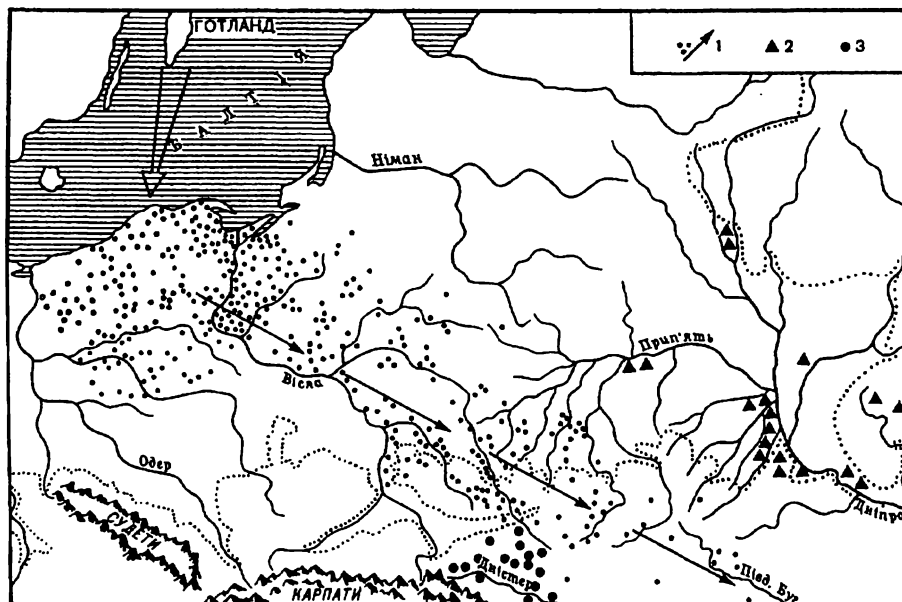 ГОТЛАНД
1 2 3
БАЛТІЯ
Німан
Прип'ять
Вісла
Одер
Дніпро
СУДЕТИ
Дністер
Півд. Буг
КАРПАТИ